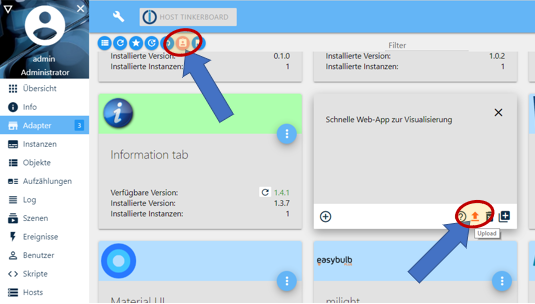 HOST TINKERBOARD
admin
Administrator
Übersicht
Info
Adapter 3
Instanzen
Objekte
Aufzählungen
Log
Szenen
Ereignisse
Benutzer
Skripte
Hosts
Filter
Installierte Version: 0.1.0
Installierte Instanzen: 1
Installierte Version: 1.0.2
Installierte Instanzen: 1
Information tab
Verfügbare Version: 1.4.1
Installierte Version: 1.3.7
Installierte Instanzen: 1
Schnelle Web-App zur Visualisierung
Upload
Material UI
easybulb
milight